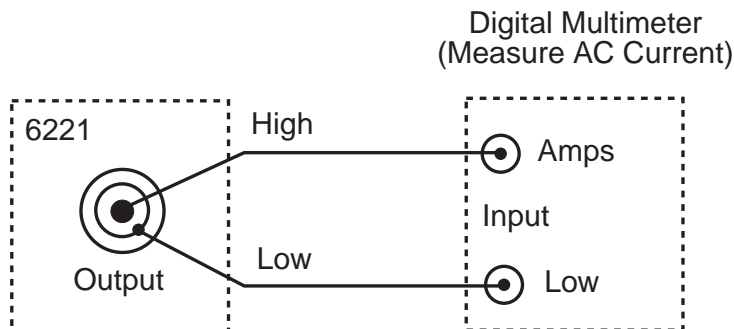 Digital Multimeter
(Measure AC Current)
6221
High
Amps
Input
Low
Low
Output